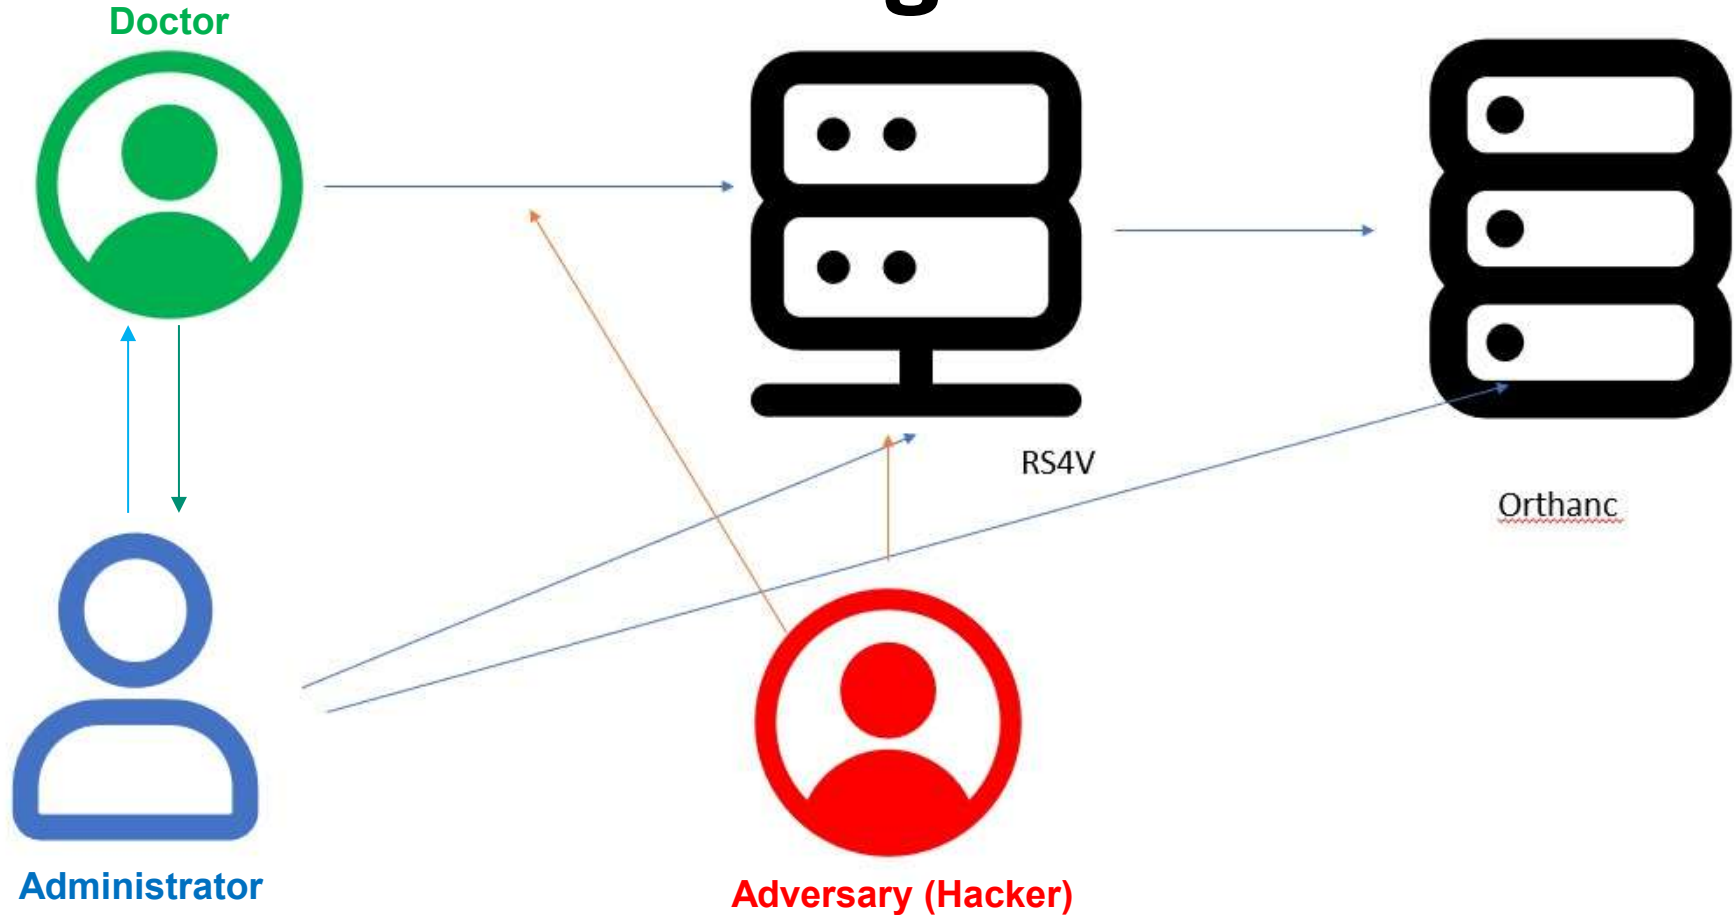 Doctor
RS4V
Orthanc
Administrator
Adversary (Hacker)